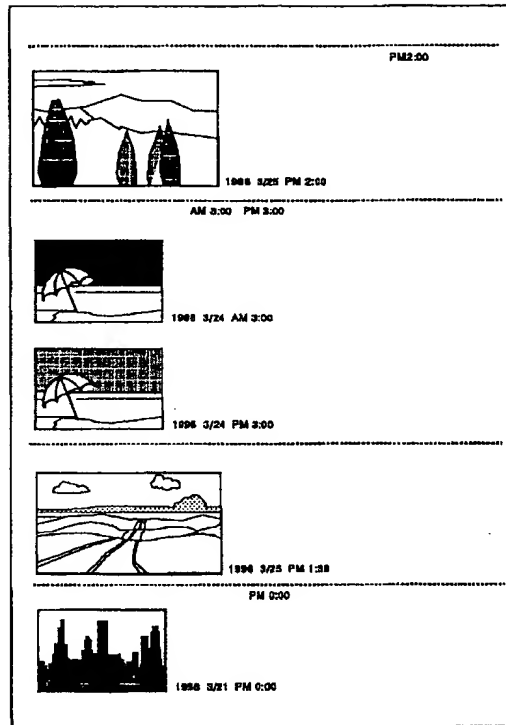 PM2:00
1996 3/25 PM 2:00
AM 3:00 PM 3:00
1996 3/24 AM 3:00
1996 3/24 PM 3:00
1996 3/25 PM
PM 0:00
1996 3/21 PM 0:00